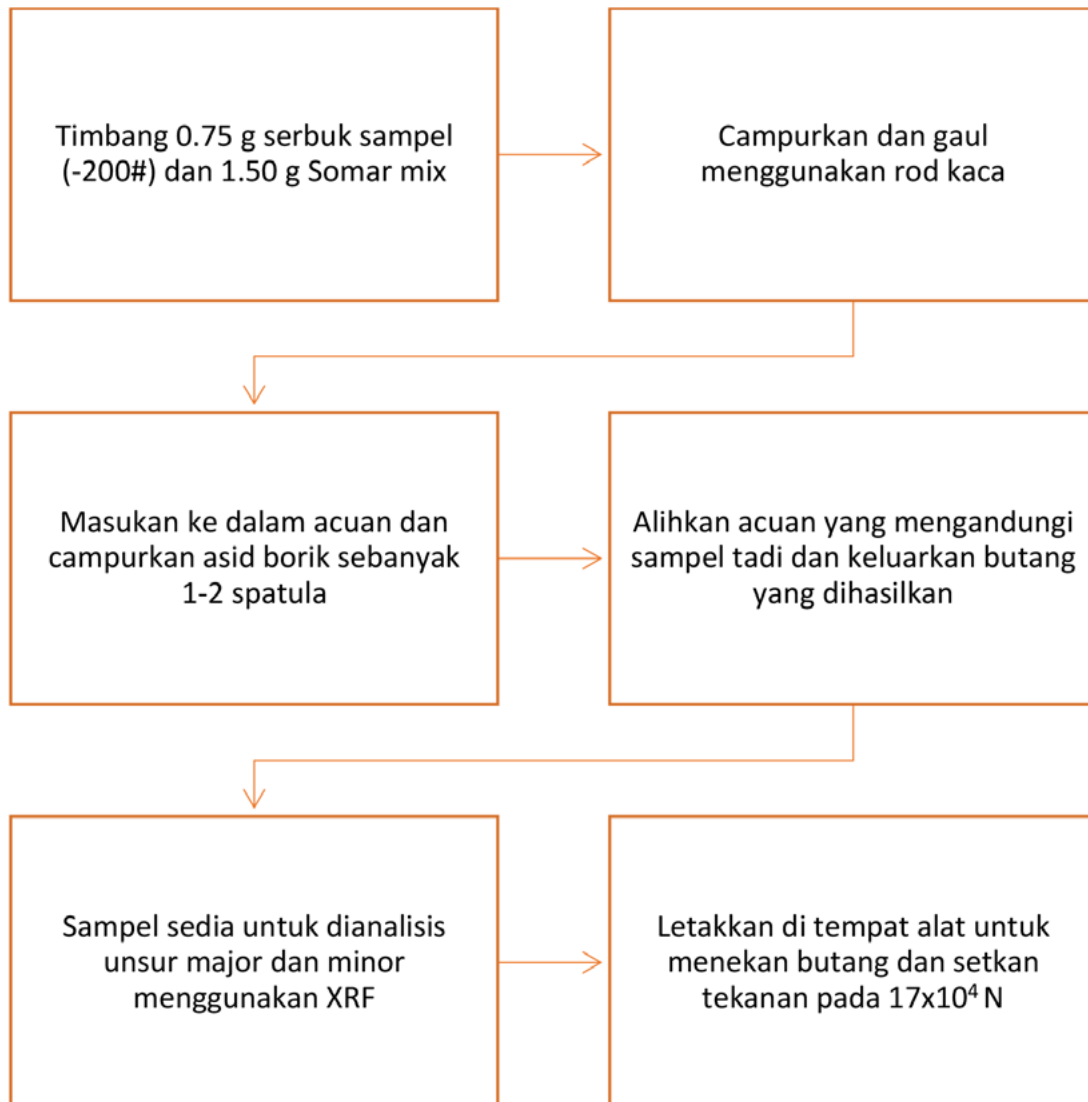 Timbang 0.75 g serbuk sampel
(-200#) dan 1.50 g Somar mix
Campurkan dan gaul
menggunakan rod kaca
Masukan ke dalam acuan dan
campurkan asid borik sebanyak
1-2 spatula
Alihkan acuan yang mengandungi
sampel tadi dan keluarkan butang
yang dihasilkan
Sampel sedia untuk dianalisis
unsur major dan minor
menggunakan XRF
Letakkan di tempat alat untuk
menekan butang dan setkan
tekanan pada 17x10⁴ N